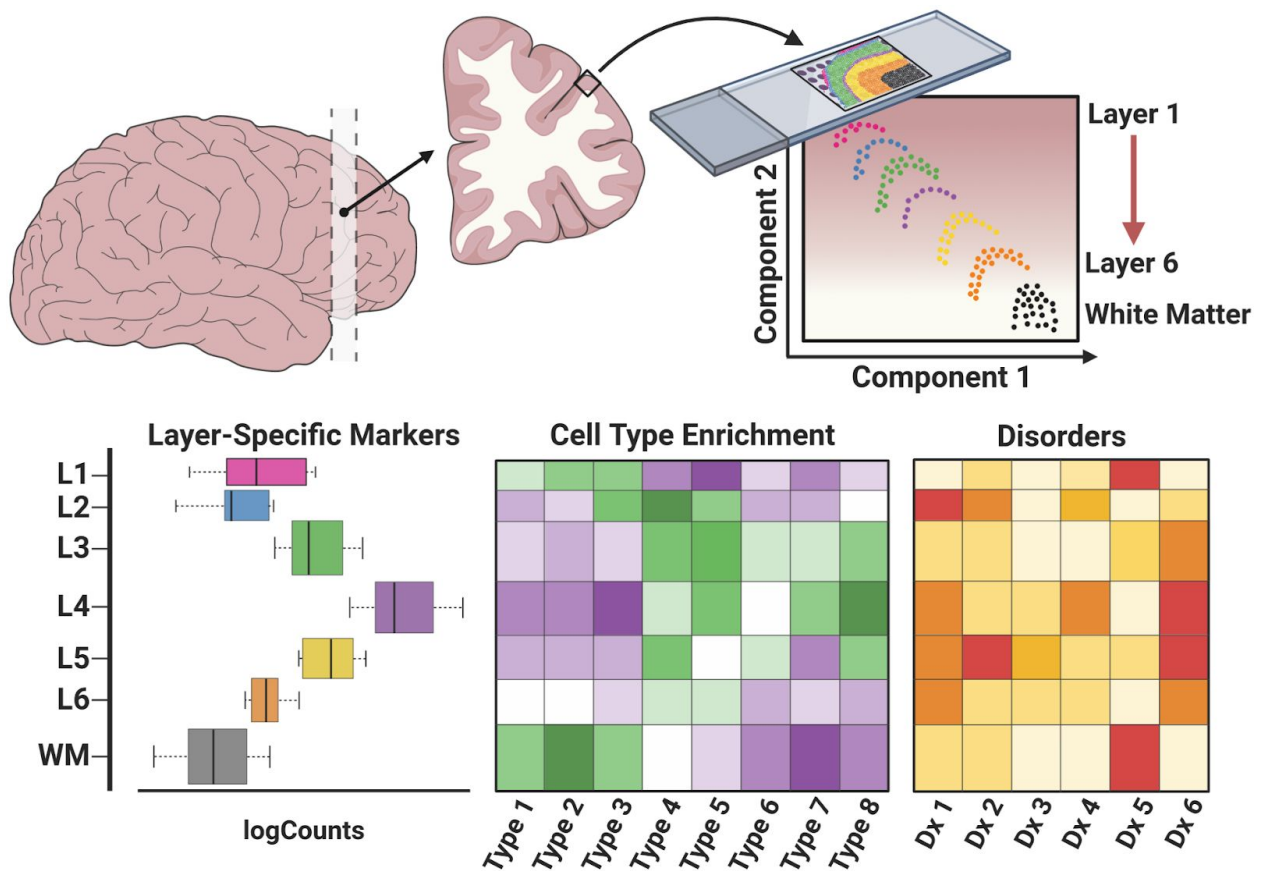 Layer 1
Layer 6
White Matter
Component 2
Component 1
Layer-Specific Markers
Cell Type Enrichment
Disorders
L1
L2
L3
L4
L5
L6
WM
logCounts
Type 1
Type 2
Type 3
Type 4
Type 5
Type 6
Type 7
Type 8
Dx 1
Dx 2
Dx 3
Dx 4
Dx 5
Dx 6